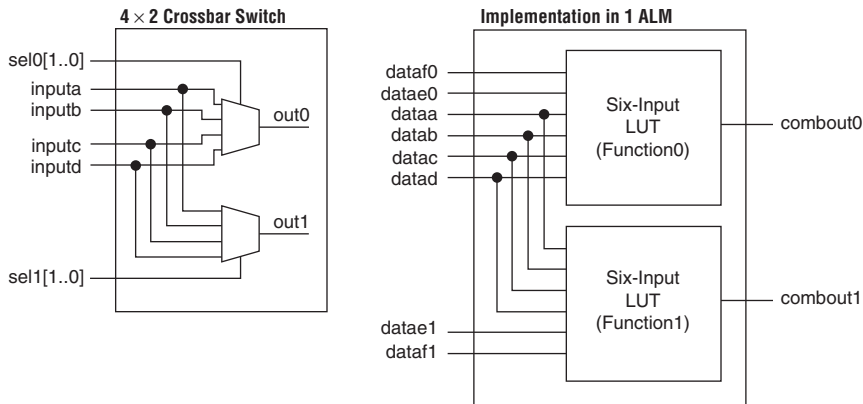 4 × 2 Crossbar Switch
sel0[1..0]
inputa
inputb
inputc
inputd
out0
out1
sel1[1..0]
Implementation in 1 ALM
dataf0
datae0
dataa
datab
datac
datad
Six-Input
LUT
(Function0)
combout0
Six-Input
LUT
(Function1)
combout1
datae1
dataf1